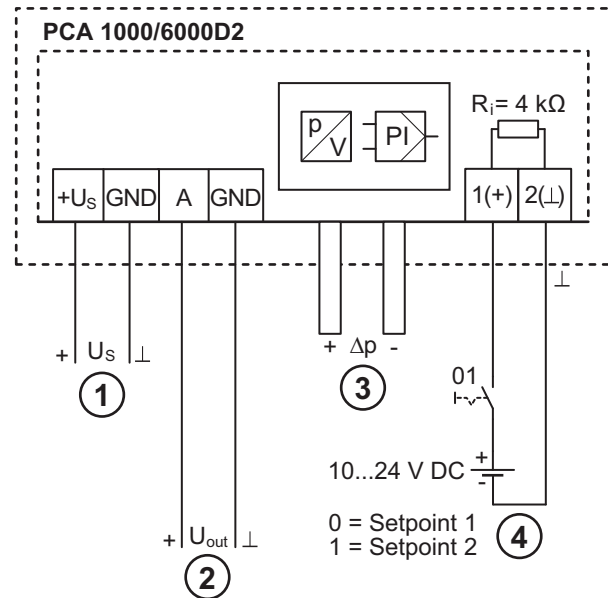 PCA 1000/6000D2
Ri= 4 kΩ
p
V
PI
+US
GND
A
GND
1(+)
2(⊥)
⊥
+ US ⊥
1
+ Δp -
3
01
+
10...24 V DC
-
0 = Setpoint 1
1 = Setpoint 2
4
+ Uout ⊥
2